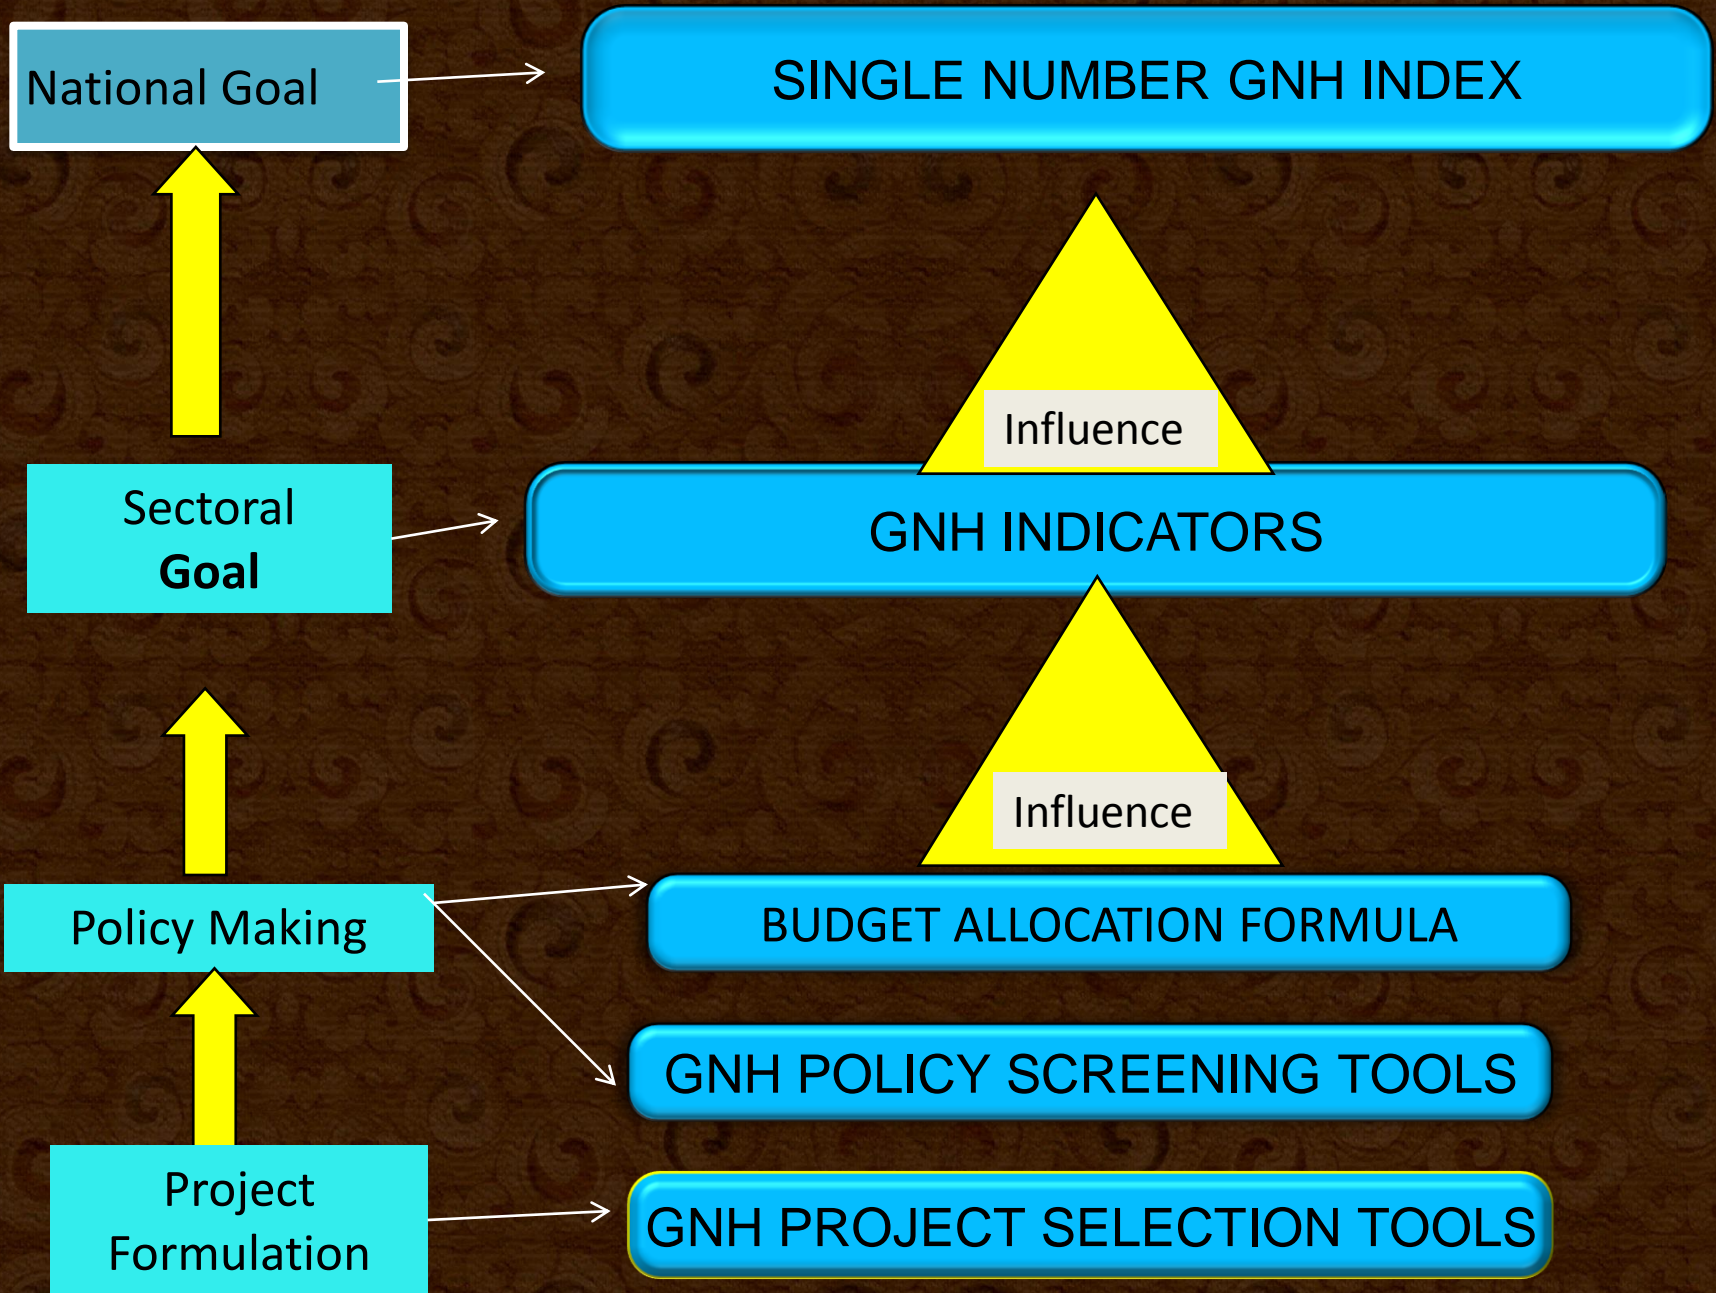 National Goal
SINGLE NUMBER GNH INDEX
Influence
Sectoral
Goal
GNH INDICATORS
Influence
Policy Making
BUDGET ALLOCATION FORMULA
GNH POLICY SCREENING TOOLS
Project
Formulation
GNH PROJECT SELECTION TOOLS